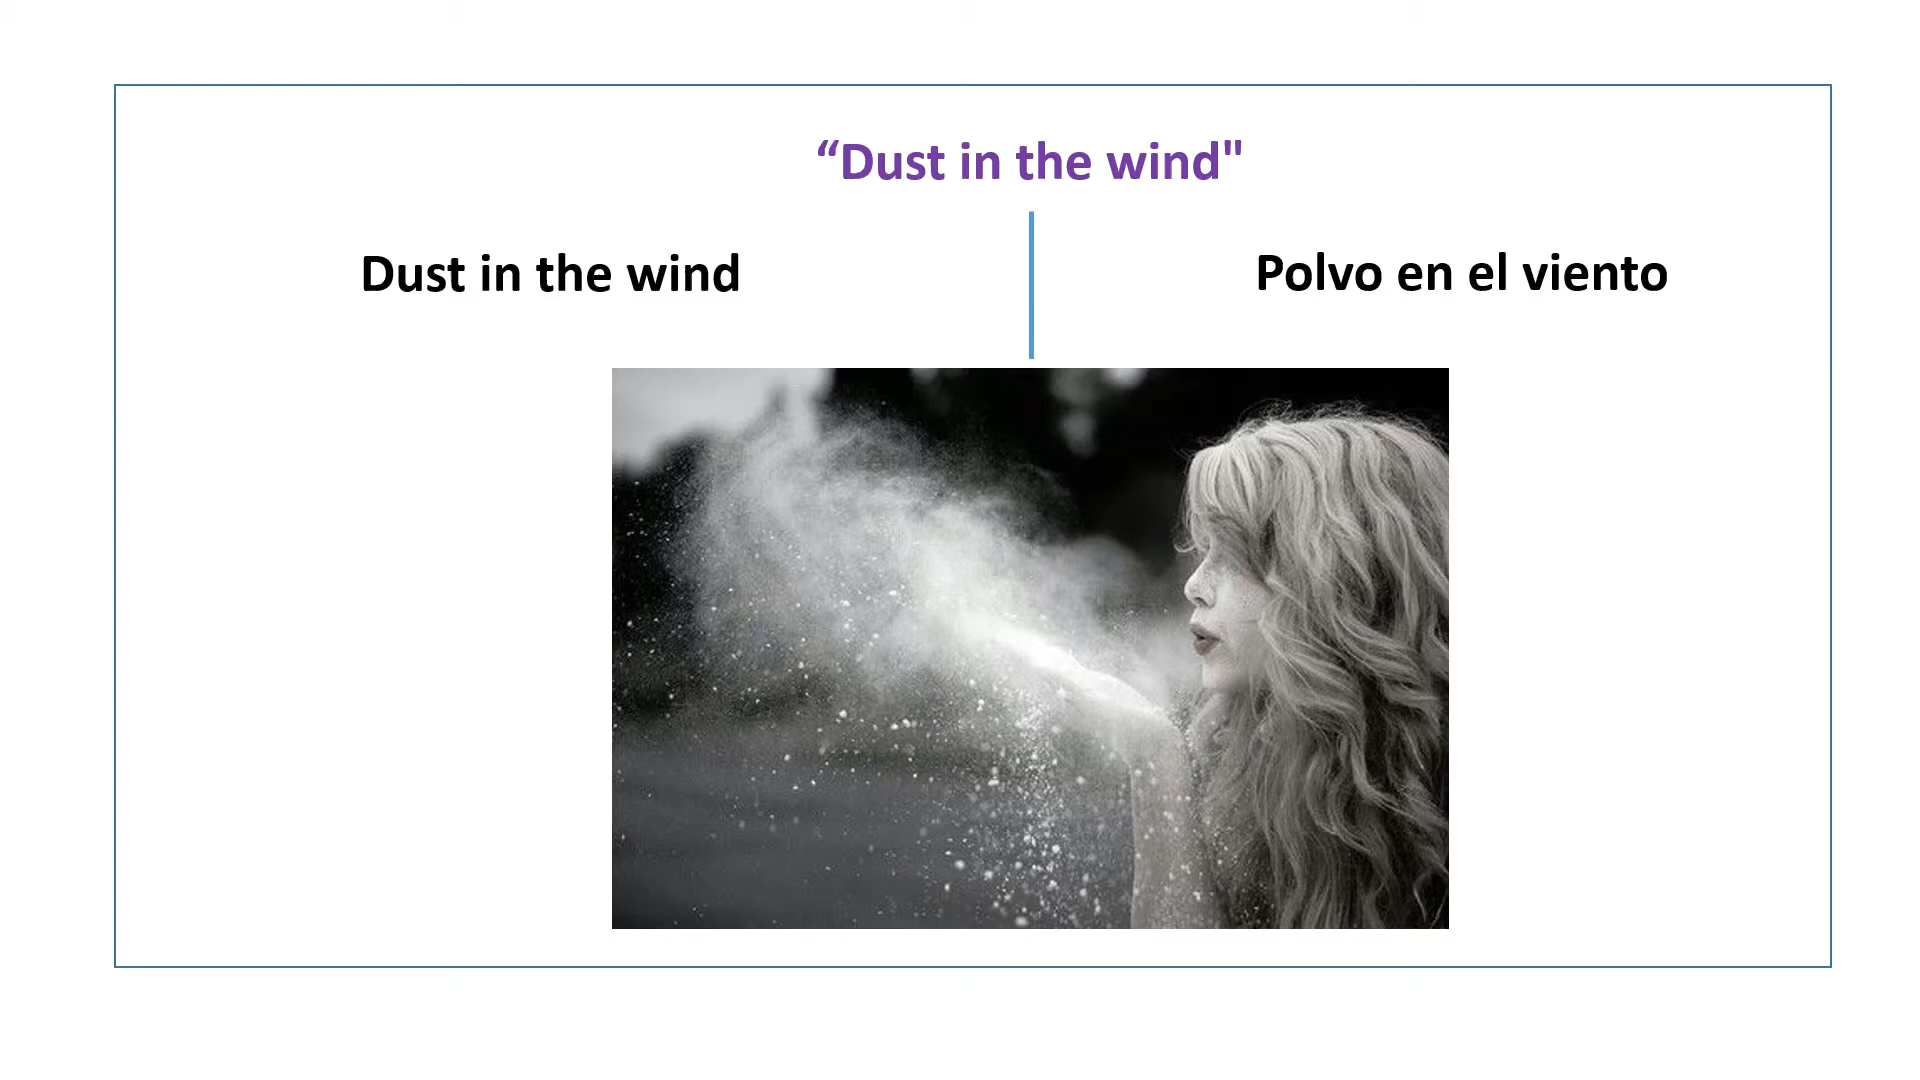 “Dust in the wind"
Dust in the wind
Polvo en el viento